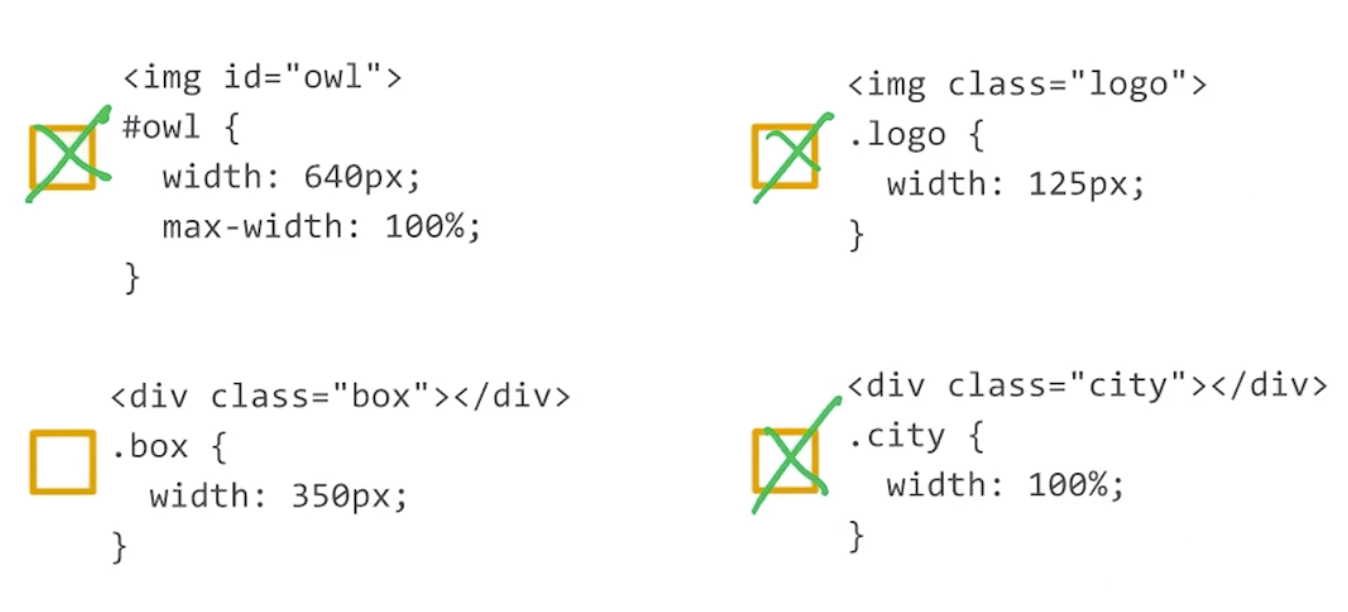 <img id="owl">
#owl {
  width: 640px;
  max-width: 100%;
}
<img class="logo">
.logo {
  width: 125px;
}
<div class="box"></div>
.box {
  width: 350px;
}
<div class="city"></div>
.city {
  width: 100%;
}